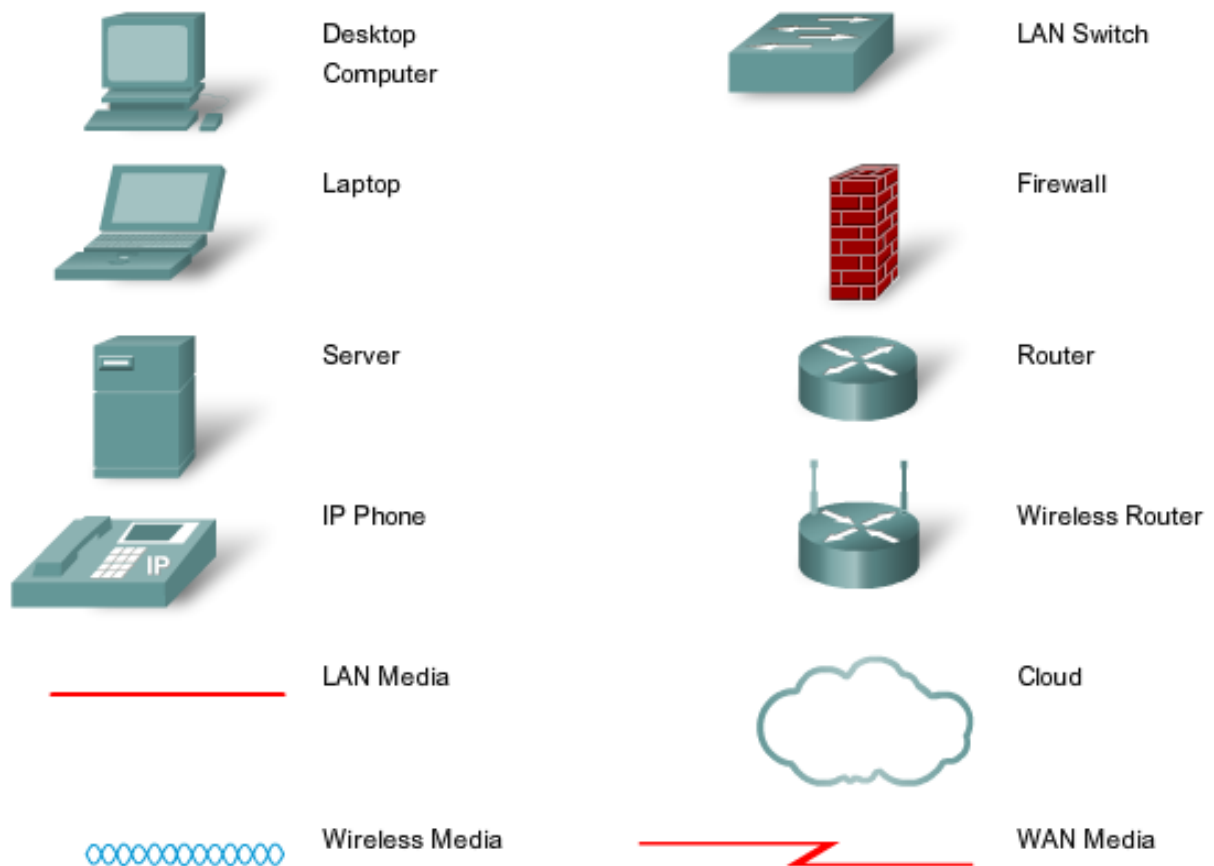 Desktop
Computer
LAN Switch
Laptop
Firewall
Server
Router
IP Phone
IP
Wireless Router
LAN Media
Cloud
Wireless Media
WAN Media